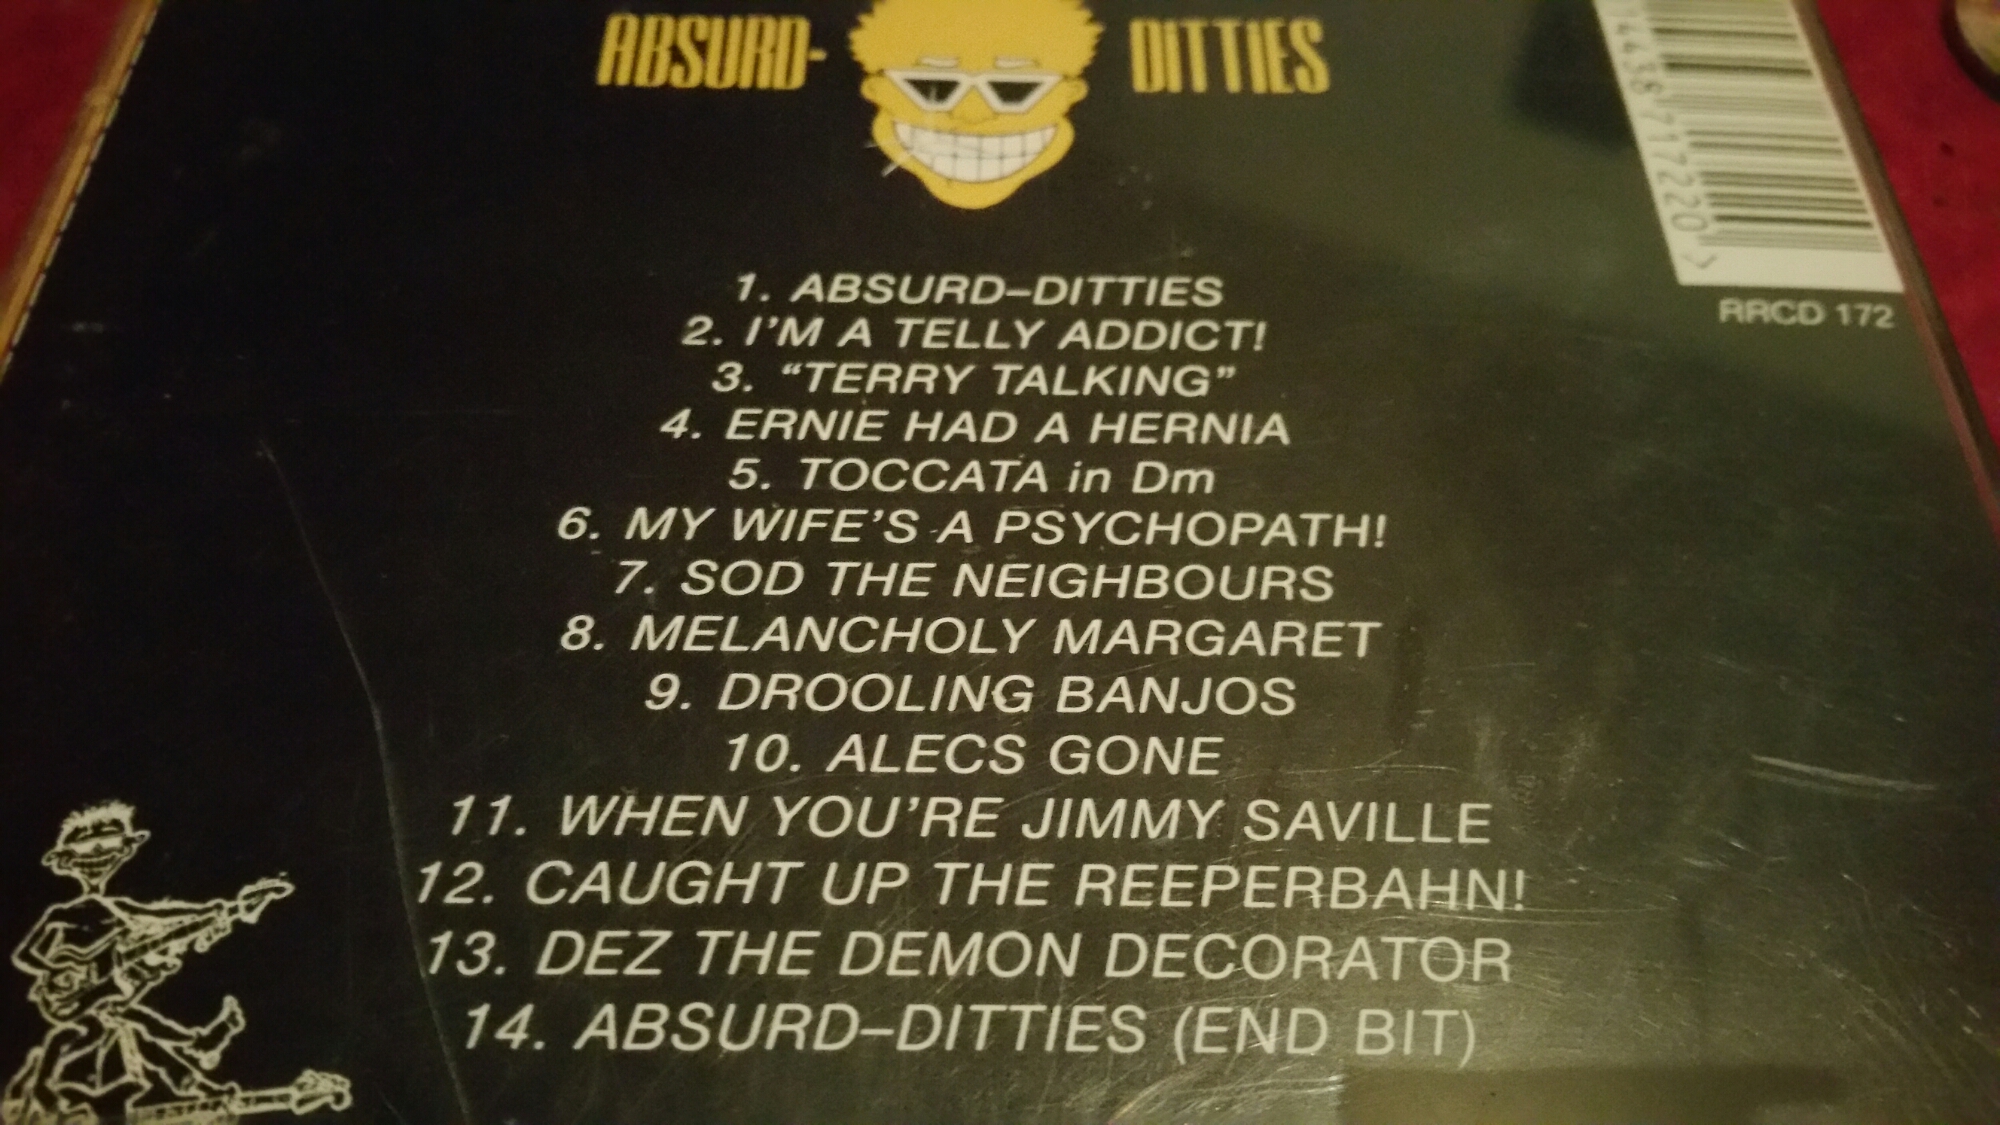 ABSURD- DITTIES
1. ABSURD–DITTIES
2. I'M A TELLY ADDICT!
3. “TERRY TALKING”
4. ERNIE HAD A HERNIA
5. TOCCATA in Dm
6. MY WIFE'S A PSYCHOPATH!
7. SOD THE NEIGHBOURS
8. MELANCHOLY MARGARET
9. DROOLING BANJOS
10. ALECS GONE
11. WHEN YOU'RE JIMMY SAVILLE
12. CAUGHT UP THE REEPERBAHN!
13. DEZ THE DEMON DECORATOR
14. ABSURD–DITTIES (END BIT)
RRCD 172